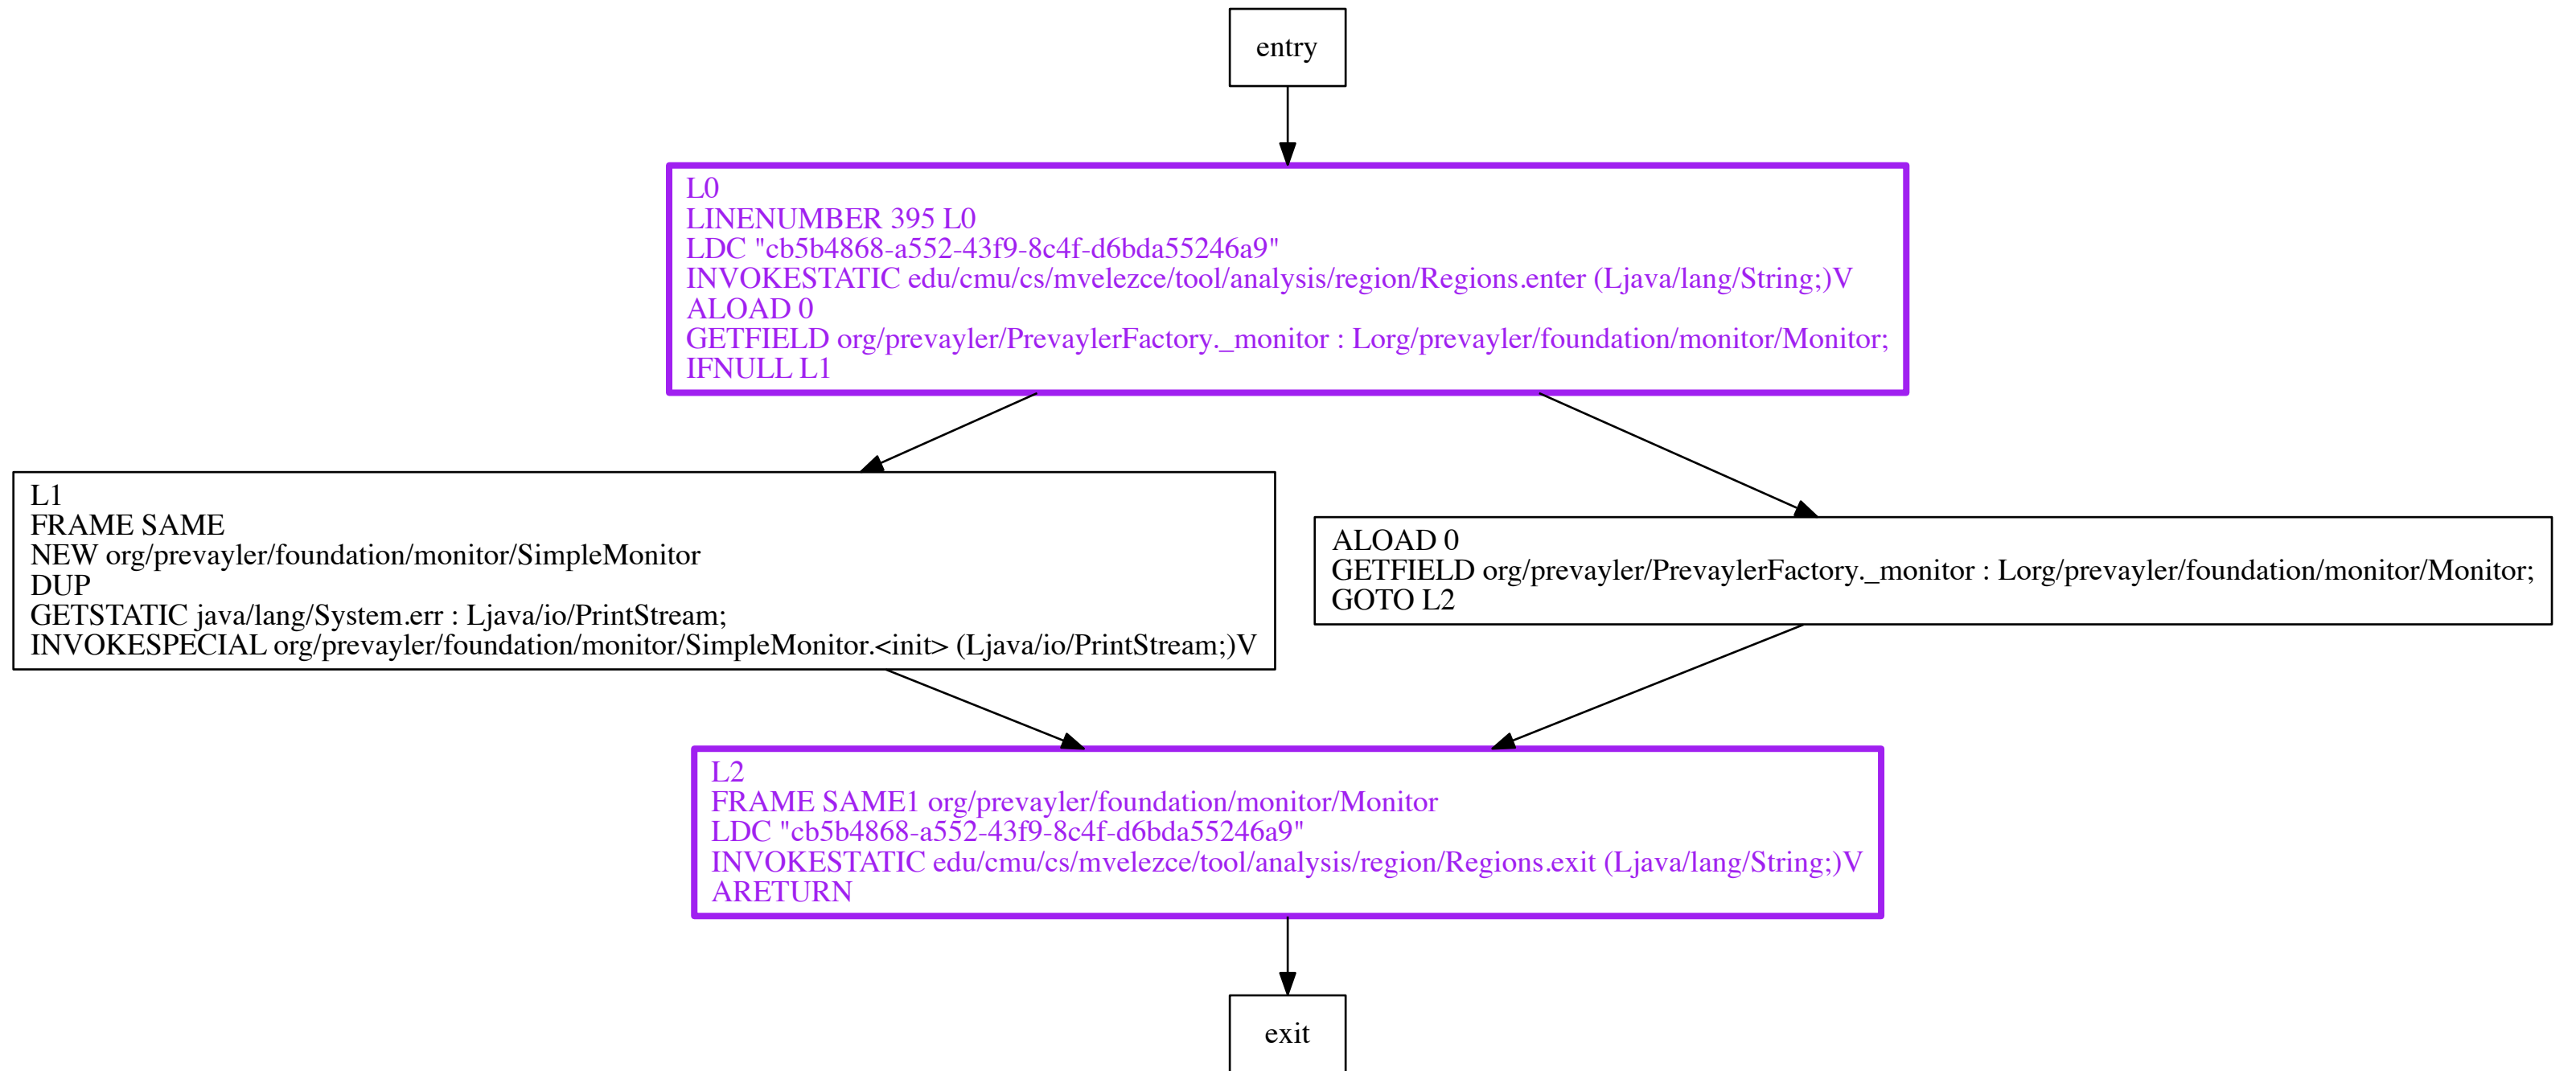 entry
L0
LINENUMBER 395 L0
LDC "cb5b4868-a552-43f9-8c4f-d6bda55246a9"
INVOKESTATIC edu/cmu/cs/mvelezce/tool/analysis/region/Regions.enter (Ljava/lang/String;)V
ALOAD 0
GETFIELD org/prevayler/PrevaylerFactory._monitor : Lorg/prevayler/foundation/monitor/Monitor;
IFNULL L1
L1
FRAME SAME
NEW org/prevayler/foundation/monitor/SimpleMonitor
DUP
GETSTATIC java/lang/System.err : Ljava/io/PrintStream;
INVOKESPECIAL org/prevayler/foundation/monitor/SimpleMonitor.<init> (Ljava/io/PrintStream;)V
ALOAD 0
GETFIELD org/prevayler/PrevaylerFactory._monitor : Lorg/prevayler/foundation/monitor/Monitor;
GOTO L2
L2
FRAME SAME1 org/prevayler/foundation/monitor/Monitor
LDC "cb5b4868-a552-43f9-8c4f-d6bda55246a9"
INVOKESTATIC edu/cmu/cs/mvelezce/tool/analysis/region/Regions.exit (Ljava/lang/String;)V
ARETURN
exit